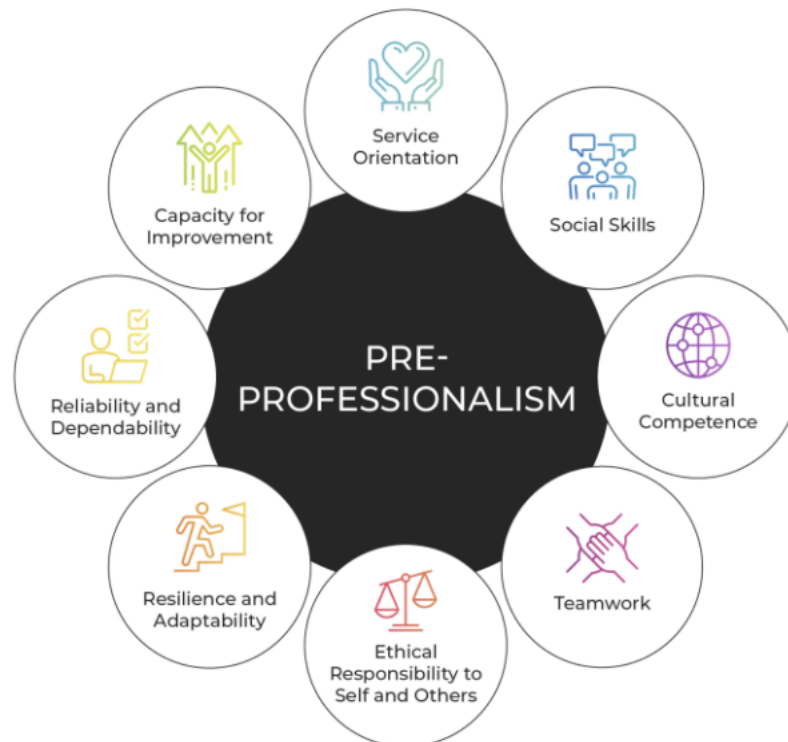 Service
Orientation
Social Skills
Cultural
Competence
Teamwork
Ethical
Responsibility to
Self and Others
Resilience and
Adaptability
Reliability and
Dependability
Capacity for
Improvement
PRE-
PROFESSIONALISM